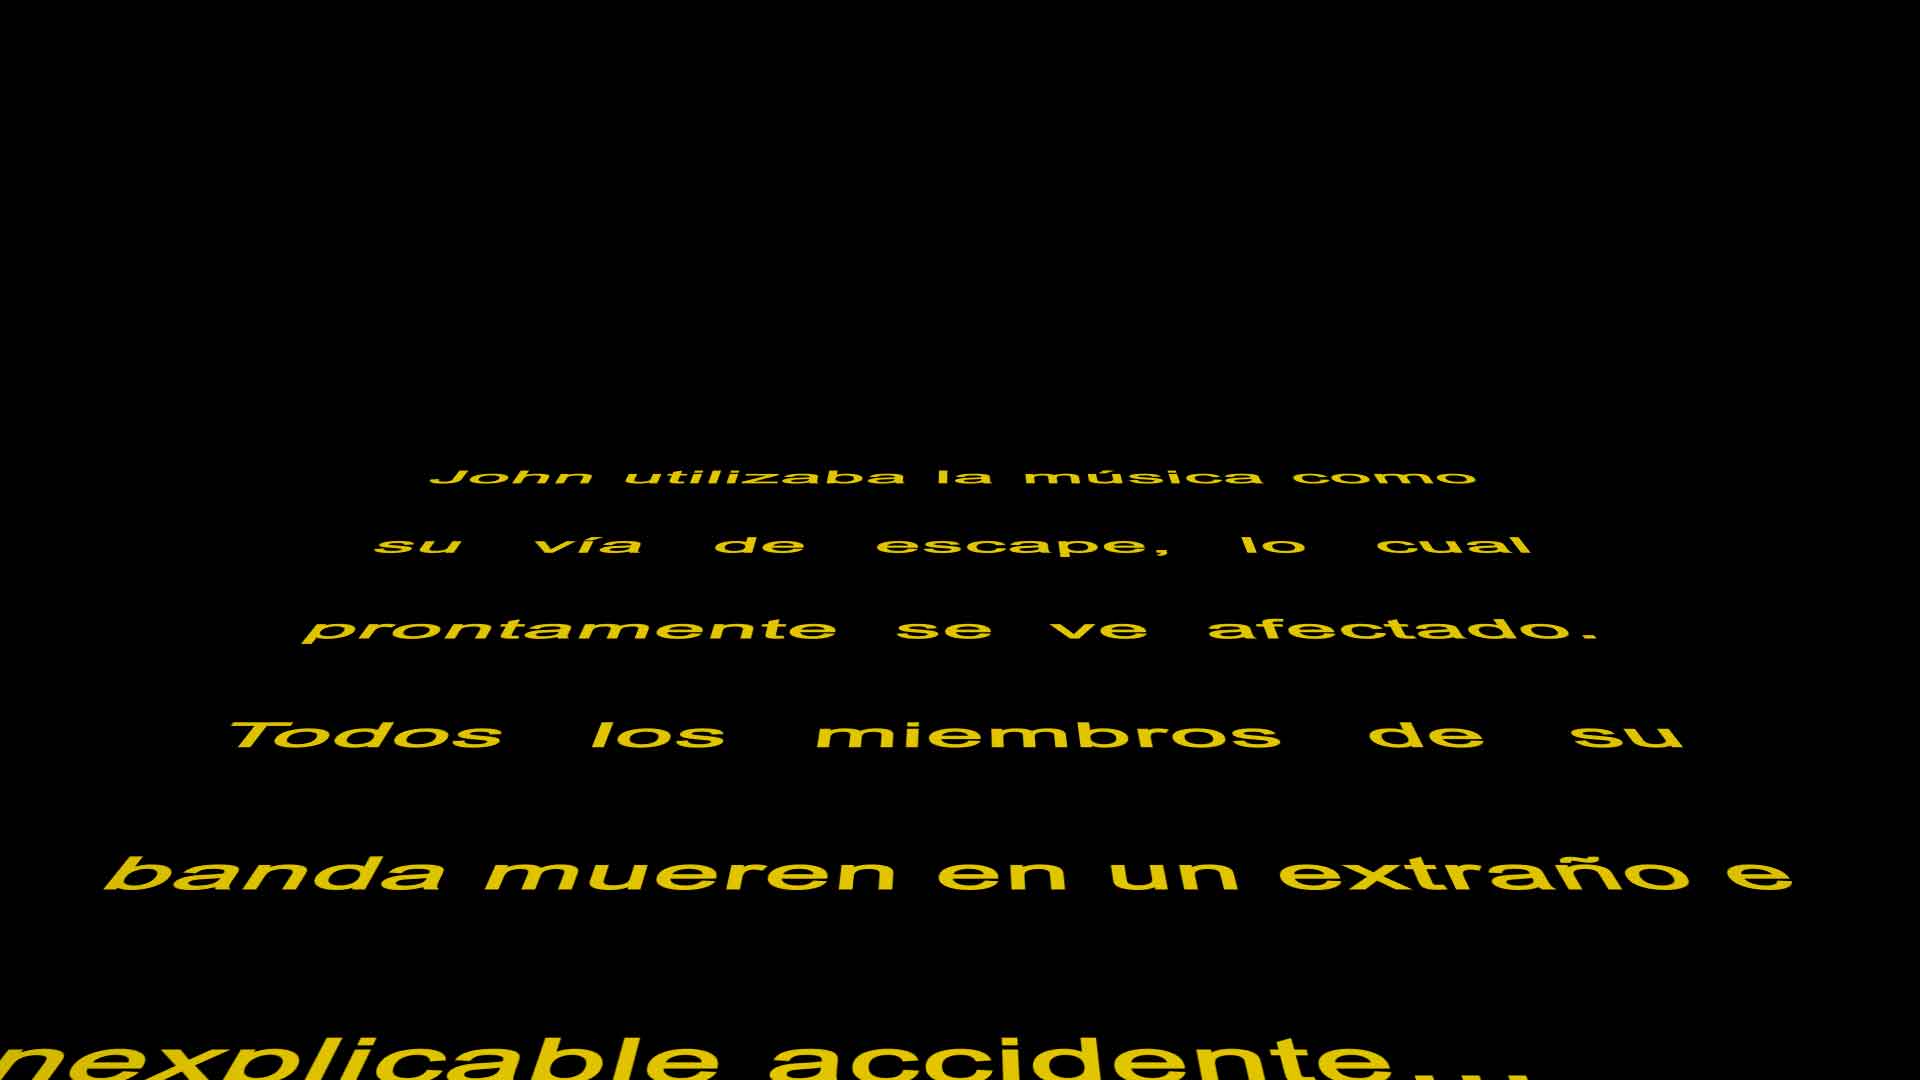 John utilizaba la música como
su vía de escape, lo cual
prontamente se ve afectado.
Todos los miembros de su
banda mueren en un extraño e
nexplicable accidente...